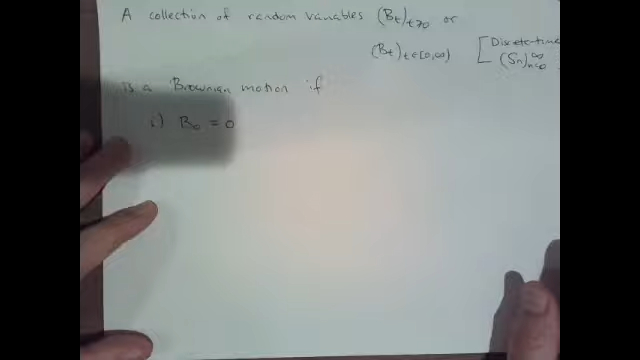 A collection of random variables (B_t)_{t≥0} or
(B_t)_{t∈[0,∞)} [Discrete-time
(S_n)_{n=0}^∞
is a Brownian motion if
i) B_0 = 0